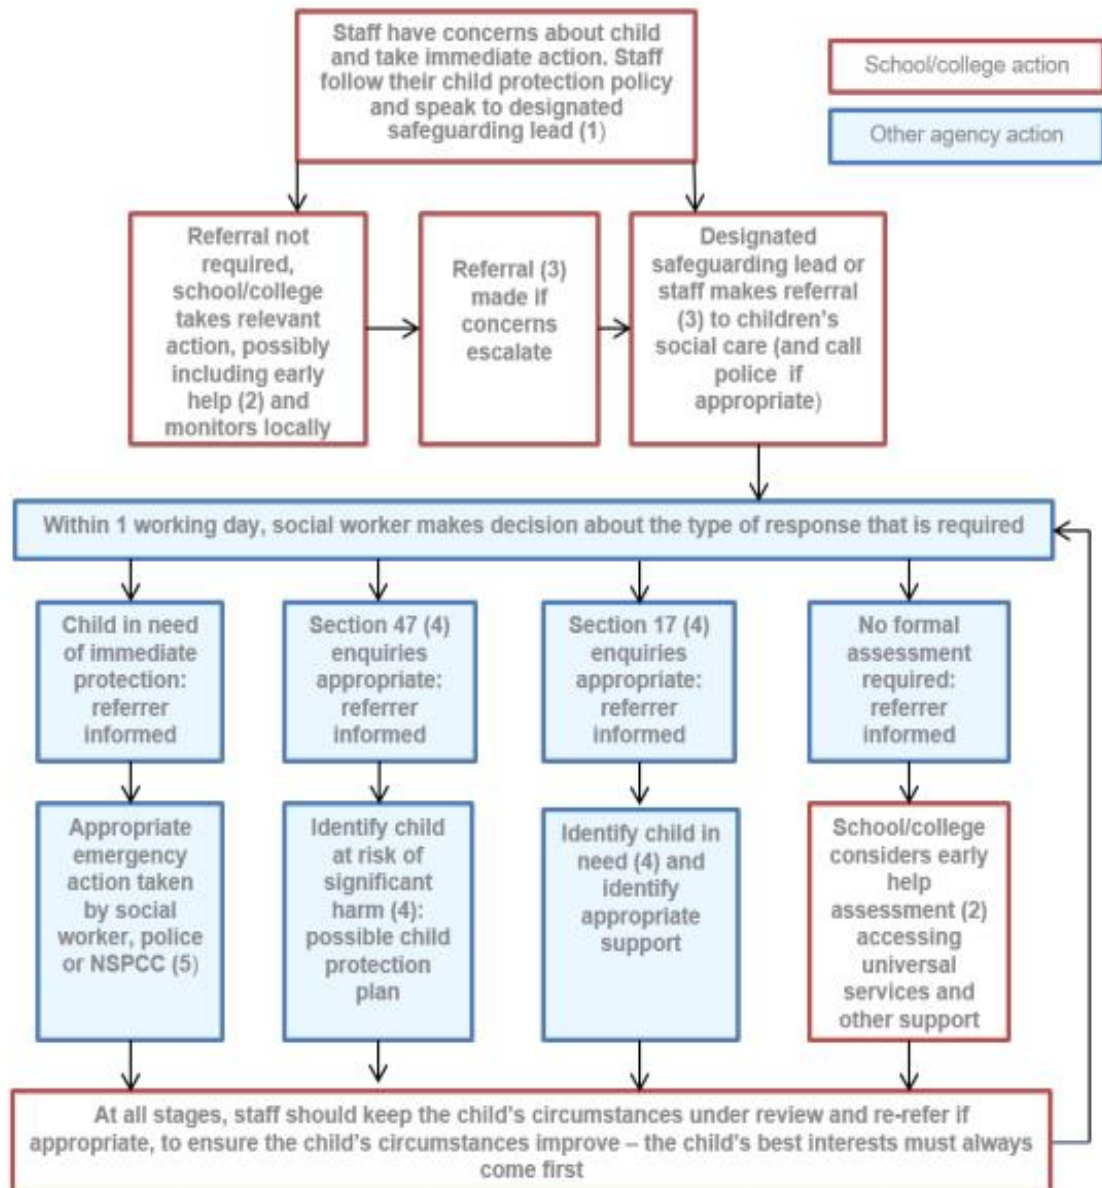 Staff have concerns about child
and take immediate action. Staff
follow their child protection policy
and speak to designated
safeguarding lead (1)
School/college action
Other agency action
Referral not
required,
school/college
takes relevant
action, possibly
including early
help (2) and
monitors locally
Referral (3)
made if
concerns
escalate
Designated
safeguarding lead or
staff makes referral
(3) to children's
social care (and call
police if
appropriate)
Within 1 working day, social worker makes decision about the type of response that is required
Child in need
of immediate
protection:
referrer
informed
Section 47 (4)
enquiries
appropriate:
referrer
informed
Section 17 (4)
enquiries
appropriate:
referrer
informed
No formal
assessment
required:
referrer
informed
Appropriate
emergency
action taken
by social
worker, police
or NSPCC (5)
Identify child
at risk of
significant
harm (4):
possible child
protection
plan
Identify child in
need (4) and
identify
appropriate
support
School/college
considers early
help
assessment (2)
accessing
universal
services and
other support
At all stages, staff should keep the child's circumstances under review and re-refer if
appropriate, to ensure the child's circumstances improve – the child's best interests must always
come first